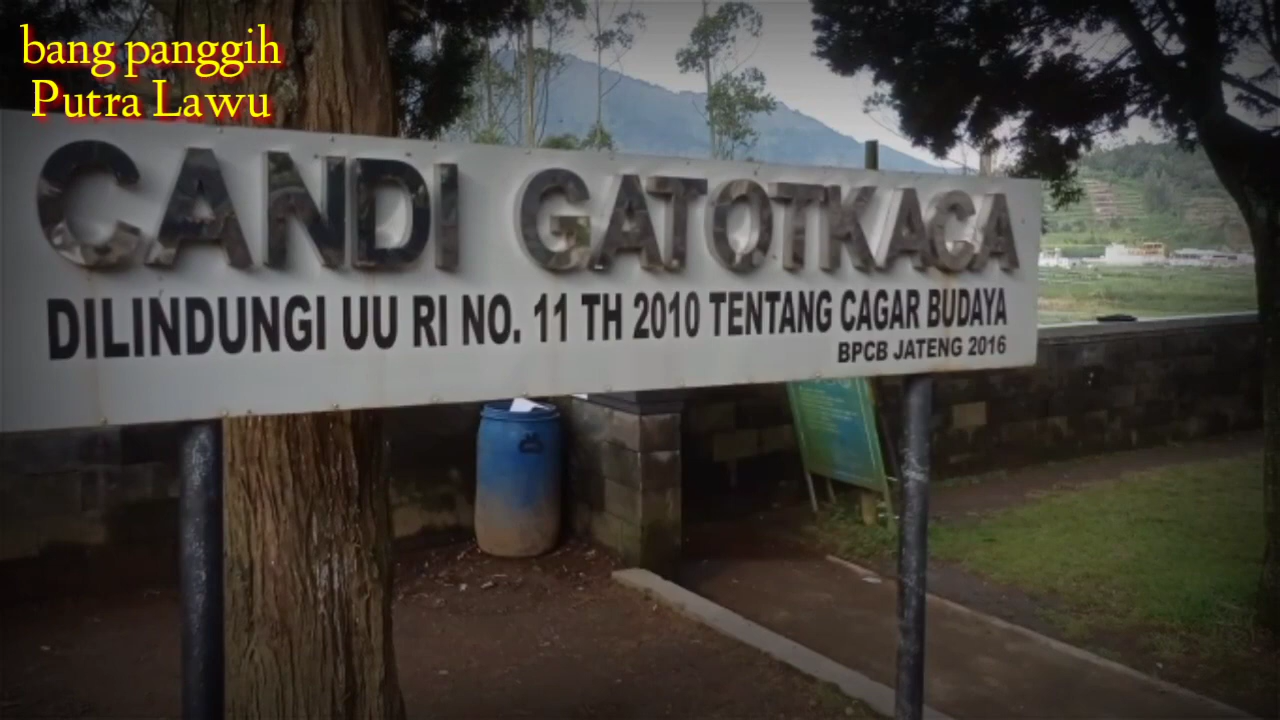 bang panggih
Putra Lawu
CANDI GATOTKACA
DILINDUNGI UU RI NO. 11 TH 2010 TENTANG CAGAR BUDAYA
BPCB JATENG 2016